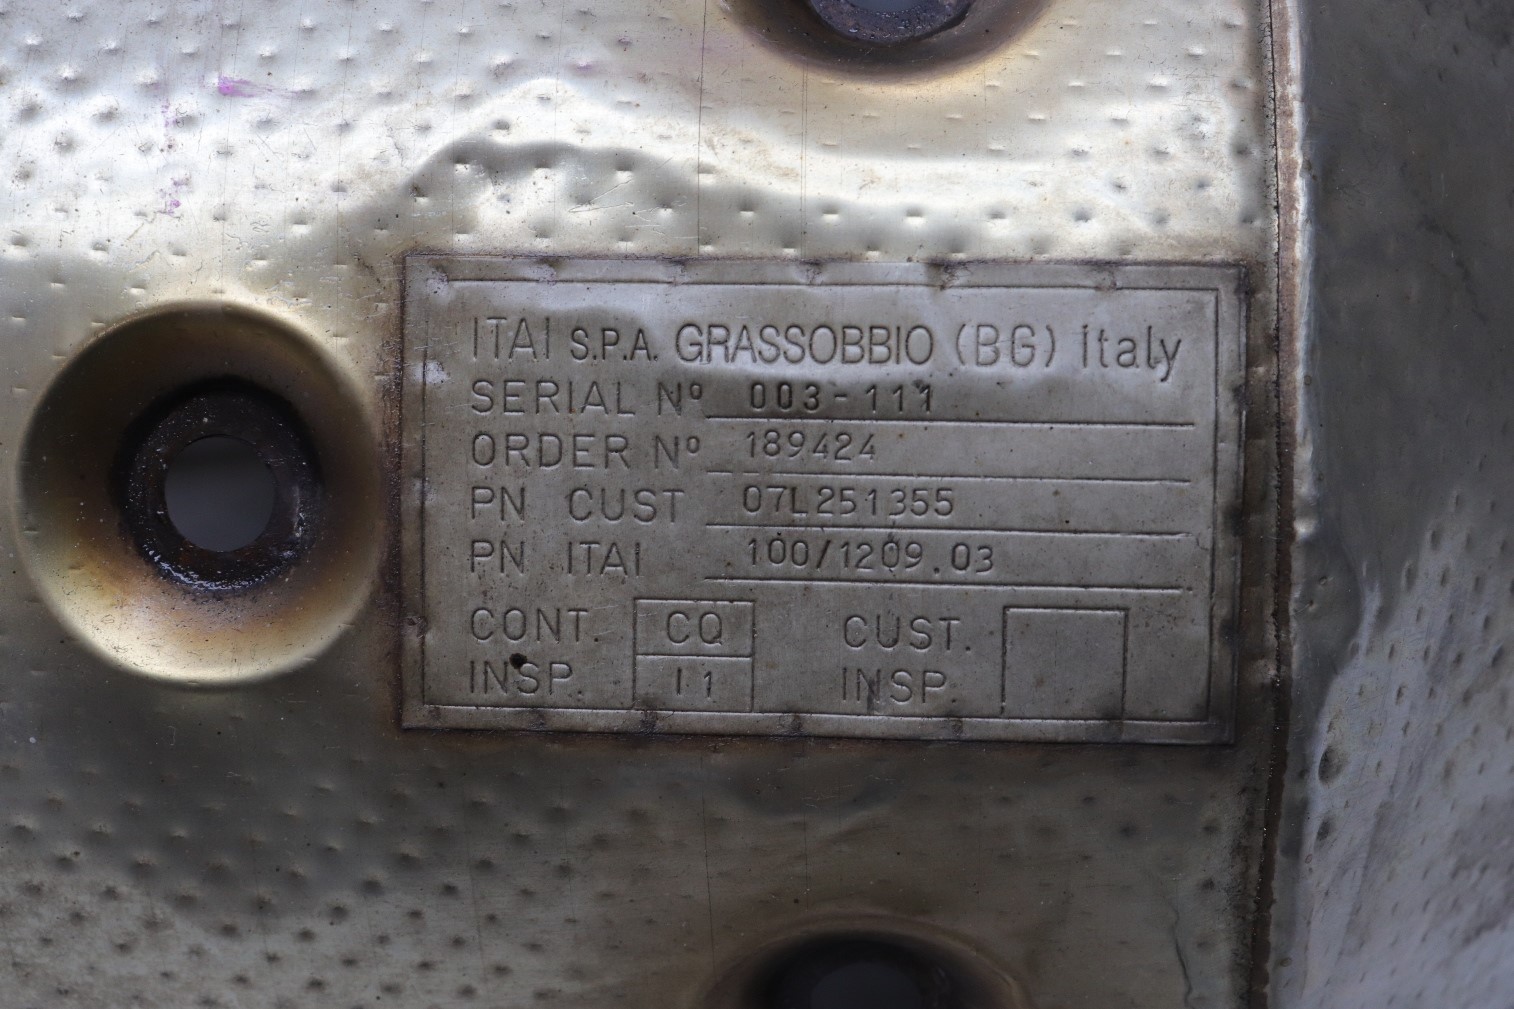 ITAI S.P.A. GRASSOBBIO (BG) Italy
SERIAL Nº 003-111
ORDER Nº 189424
PN CUST 07L251355
PN ITAI 100/1209.03
CONT. INSP. CQ I1 CUST. INSP.